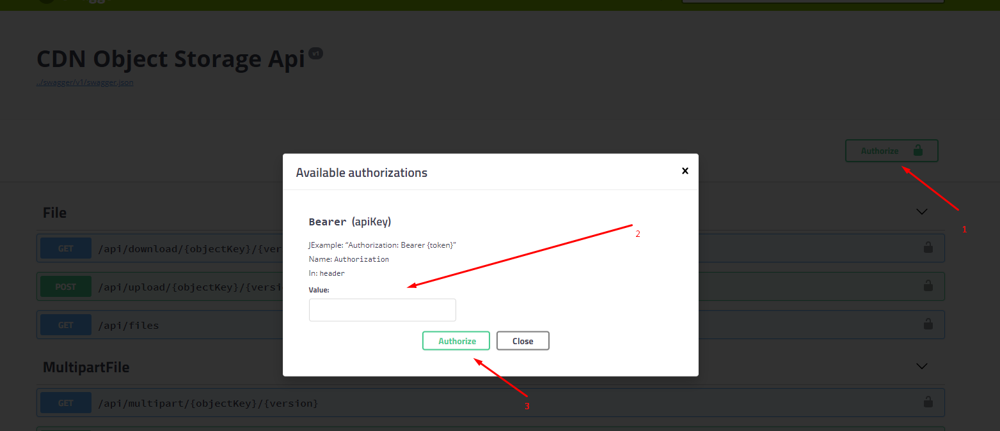 CDN Object Storage Api v1
../swagger/v1/swagger.json
Authorize
1
Available authorizations
×
Bearer (apiKey)
2
JExample: “Authorization: Bearer {token}”
Name: Authorization
In: header
Value:
Authorize
Close
3
File
GET /api/download/{objectKey}/{ver
POST /api/upload/{objectKey}/{versi
GET /api/files
MultipartFile
GET /api/multipart/{objectKey}/{version}